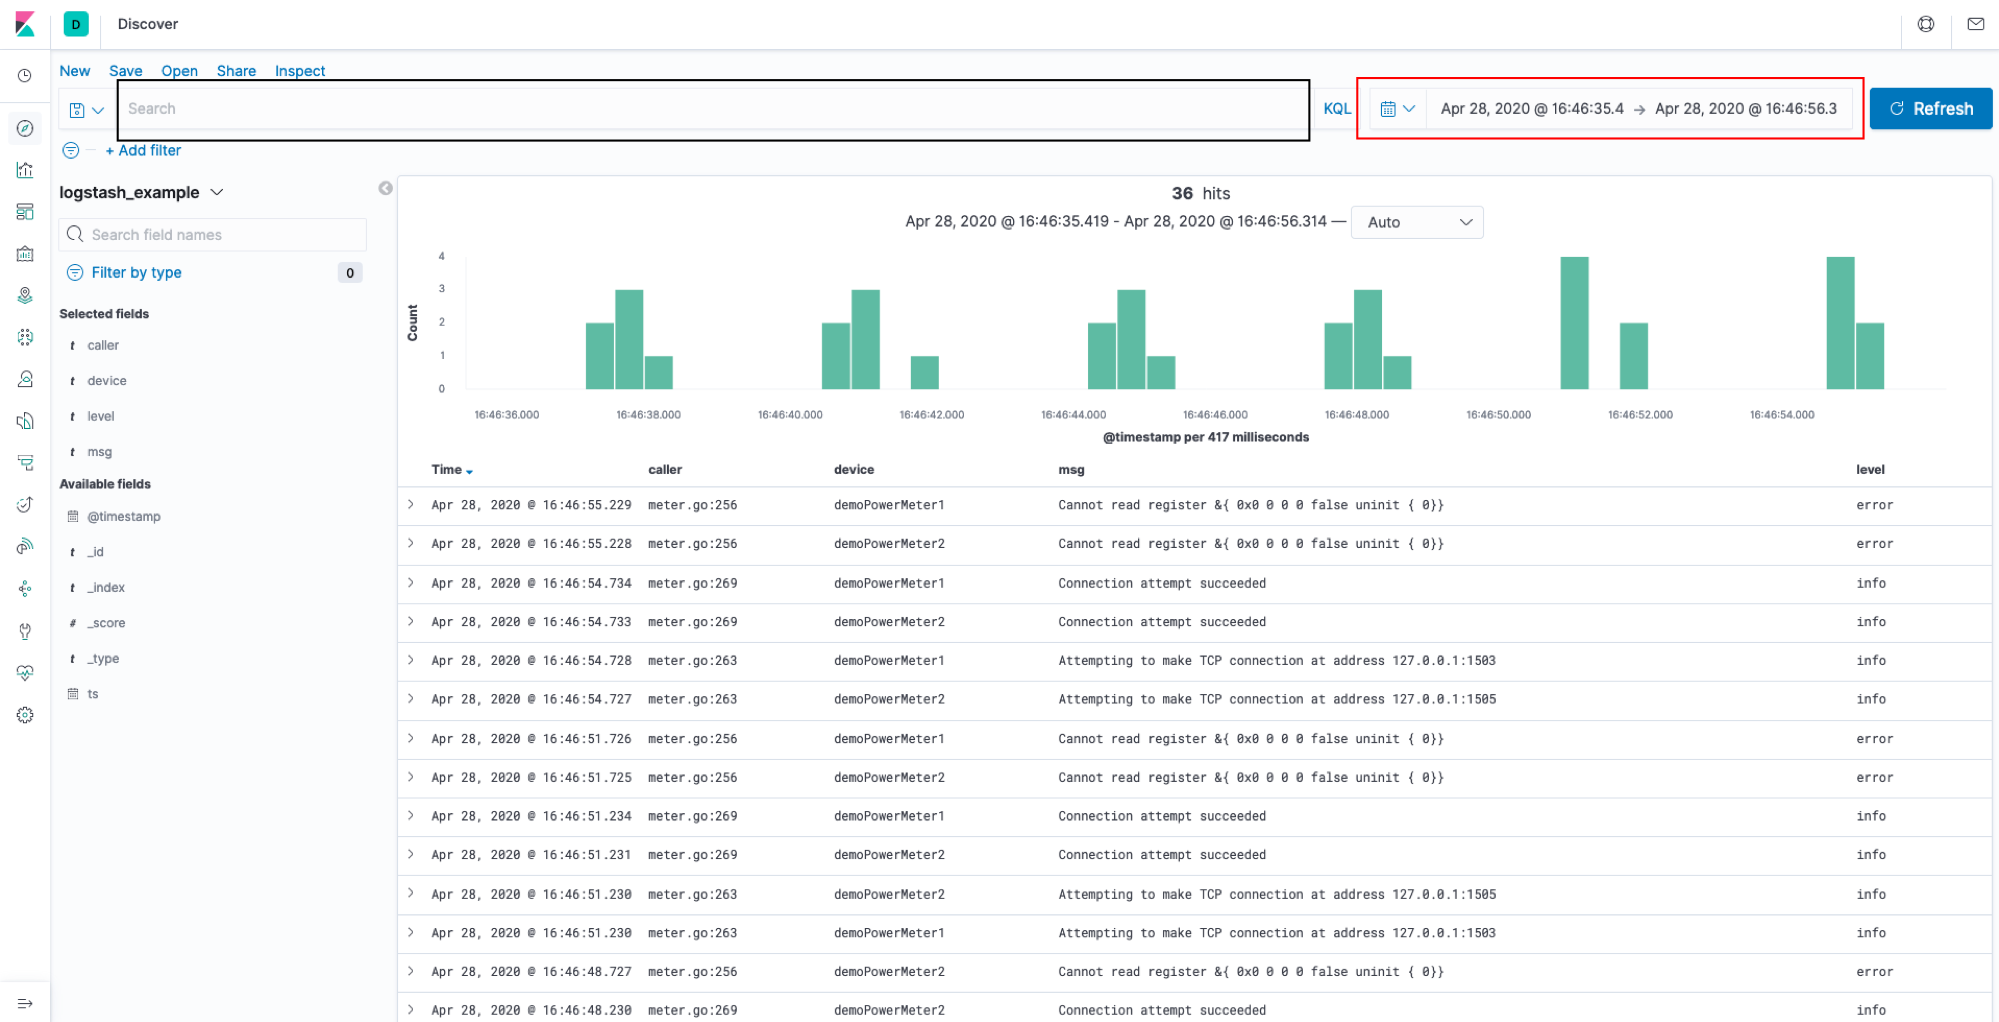 D Discover
New Save Open Share Inspect
Search KQL Apr 28, 2020 @ 16:46:35.4 → Apr 28, 2020 @ 16:46:56.3 Refresh
+ Add filter
logstash_example
Search field names
Filter by type 0
Selected fields
t caller
t device
t level
t msg
Available fields
@timestamp
t _id
t _index
# _score
t _type
ts
36 hits
Apr 28, 2020 @ 16:46:35.419 - Apr 28, 2020 @ 16:46:56.314 — Auto
Count
4
3
2
1
0
16:46:36.000 16:46:38.000 16:46:40.000 16:46:42.000 16:46:44.000 16:46:46.000 16:46:48.000 16:46:50.000 16:46:52.000 16:46:54.000
@timestamp per 417 milliseconds
Time caller device msg level
Apr 28, 2020 @ 16:46:55.229 meter.go:256 demoPowerMeter1 Cannot read register &{ 0x0 0 0 0 false uninit { 0}} error
Apr 28, 2020 @ 16:46:55.228 meter.go:256 demoPowerMeter2 Cannot read register &{ 0x0 0 0 0 false uninit { 0}} error
Apr 28, 2020 @ 16:46:54.734 meter.go:269 demoPowerMeter1 Connection attempt succeeded info
Apr 28, 2020 @ 16:46:54.733 meter.go:269 demoPowerMeter2 Connection attempt succeeded info
Apr 28, 2020 @ 16:46:54.728 meter.go:263 demoPowerMeter1 Attempting to make TCP connection at address 127.0.0.1:1503 info
Apr 28, 2020 @ 16:46:54.727 meter.go:263 demoPowerMeter2 Attempting to make TCP connection at address 127.0.0.1:1505 info
Apr 28, 2020 @ 16:46:51.726 meter.go:256 demoPowerMeter1 Cannot read register &{ 0x0 0 0 0 false uninit { 0}} error
Apr 28, 2020 @ 16:46:51.725 meter.go:256 demoPowerMeter2 Cannot read register &{ 0x0 0 0 0 false uninit { 0}} error
Apr 28, 2020 @ 16:46:51.234 meter.go:269 demoPowerMeter1 Connection attempt succeeded info
Apr 28, 2020 @ 16:46:51.231 meter.go:269 demoPowerMeter2 Connection attempt succeeded info
Apr 28, 2020 @ 16:46:51.230 meter.go:263 demoPowerMeter2 Attempting to make TCP connection at address 127.0.0.1:1505 info
Apr 28, 2020 @ 16:46:51.230 meter.go:263 demoPowerMeter1 Attempting to make TCP connection at address 127.0.0.1:1503 info
Apr 28, 2020 @ 16:46:48.727 meter.go:256 demoPowerMeter2 Cannot read register &{ 0x0 0 0 0 false uninit { 0}} error
Apr 28, 2020 @ 16:46:48.230 meter.go:269 demoPowerMeter2 Connection attempt succeeded info